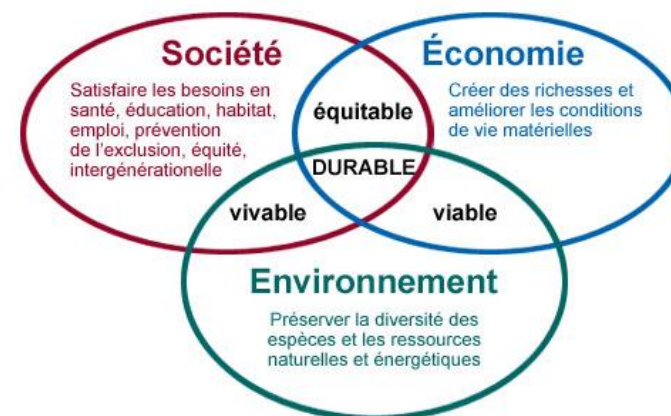 Société
Satisfaire les besoins en
santé, éducation, habitat,
emploi, prévention
de l'exclusion, équité,
intergénérationelle
Économie
Créer des richesses et
améliorer les conditions
de vie matérielles
équitable
DURABLE
vivable
viable
Environnement
Préserver la diversité des
espèces et les ressources
naturelles et énergétiques